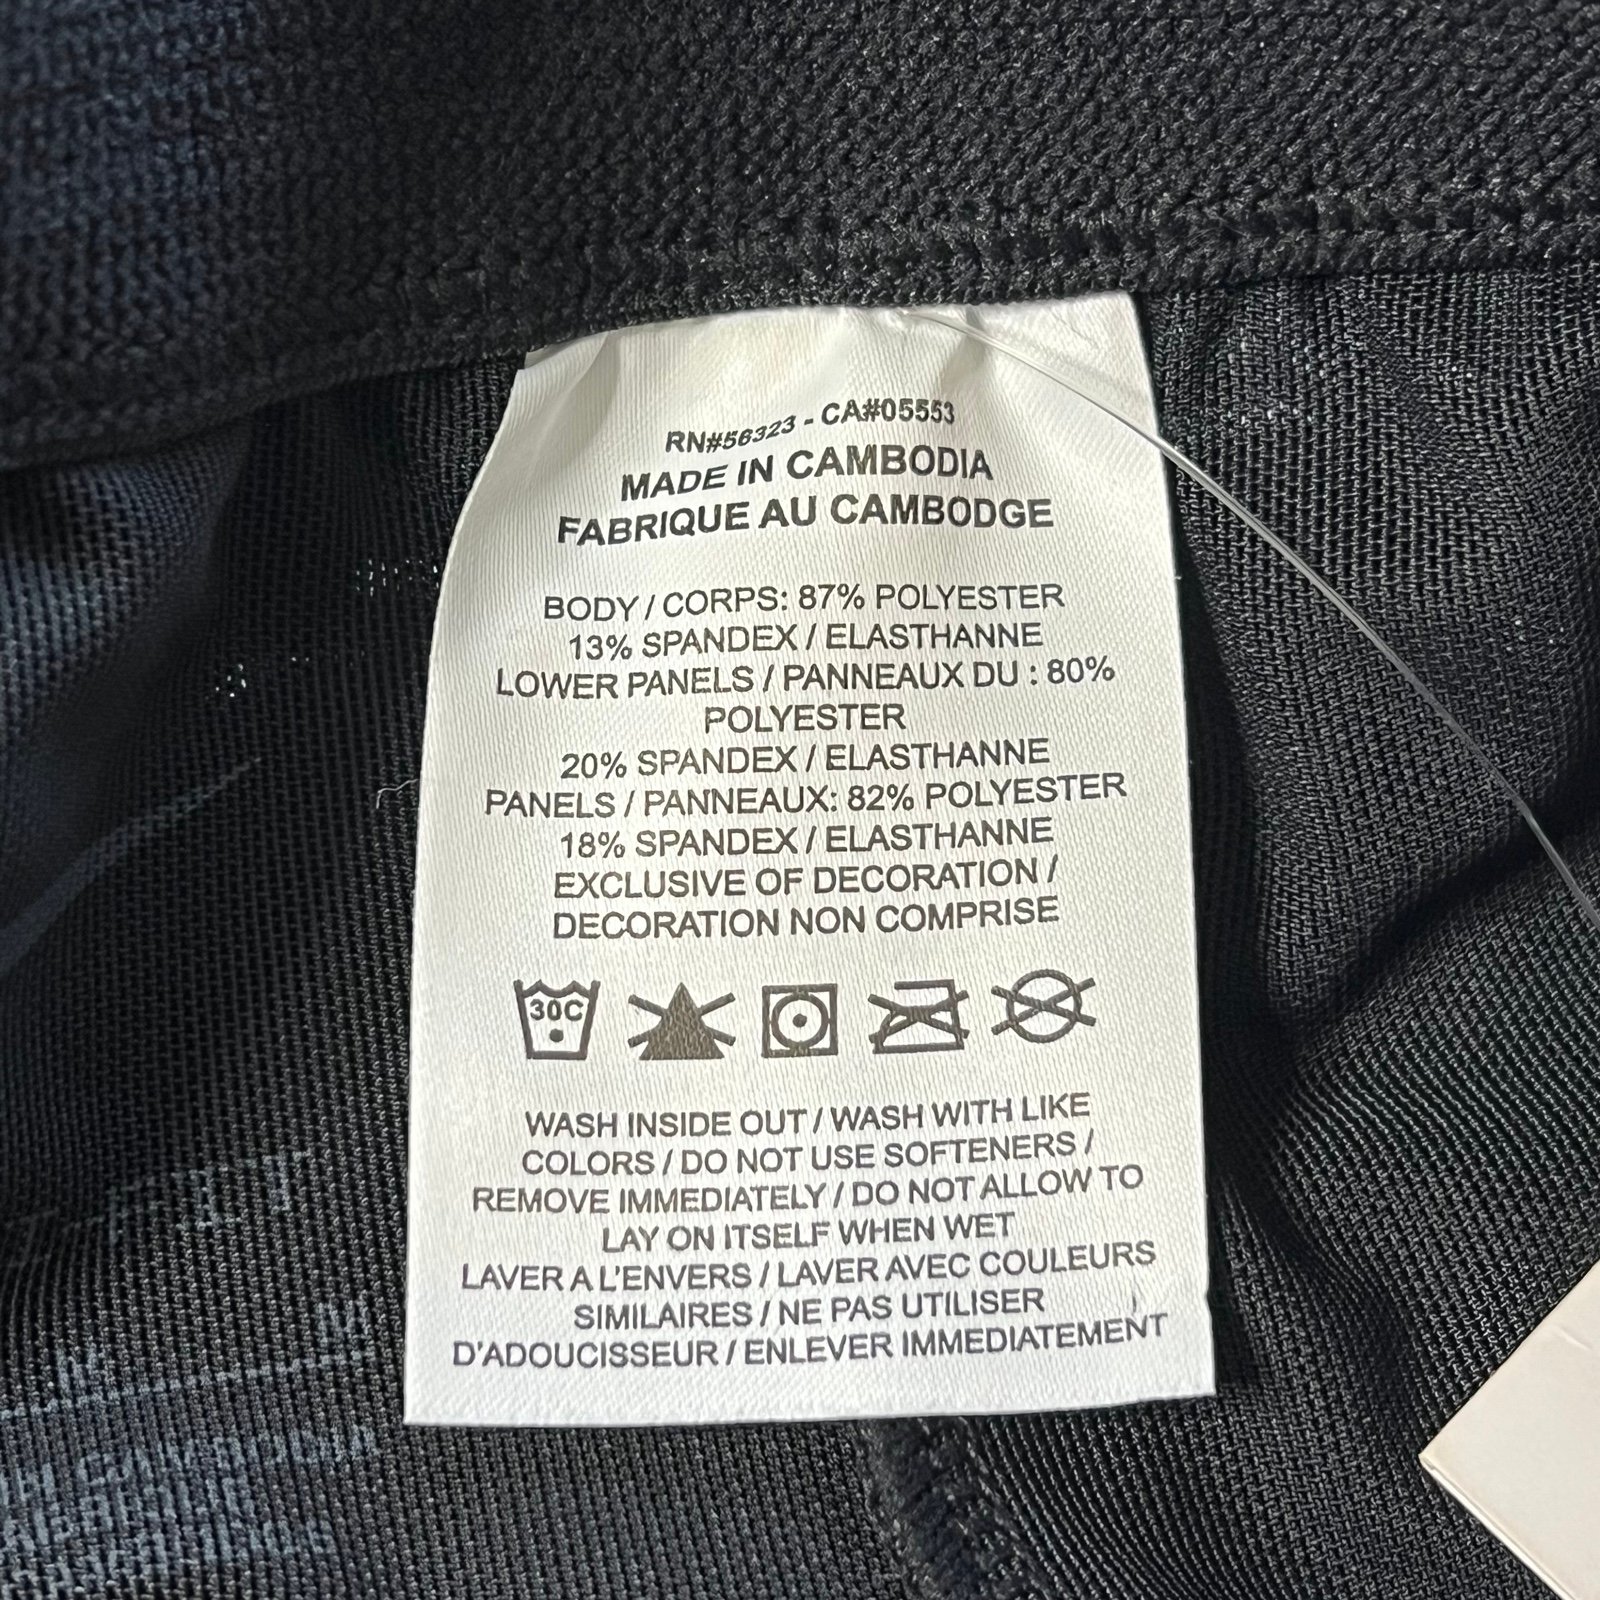 RN#56323 - CA#05553
MADE IN CAMBODIA
FABRIQUE AU CAMBODGE
BODY / CORPS: 87% POLYESTER
13% SPANDEX / ELASTHANNE
LOWER PANELS / PANNEAUX DU : 80%
POLYESTER
20% SPANDEX / ELASTHANNE
PANELS / PANNEAUX: 82% POLYESTER
18% SPANDEX / ELASTHANNE
EXCLUSIVE OF DECORATION /
DECORATION NON COMPRISE
30C
WASH INSIDE OUT / WASH WITH LIKE
COLORS / DO NOT USE SOFTENERS /
REMOVE IMMEDIATELY / DO NOT ALLOW TO
LAY ON ITSELF WHEN WET
LAVER A L'ENVERS / LAVER AVEC COULEURS
SIMILAIRES / NE PAS UTILISER
D'ADOUCISSEUR / ENLEVER IMMEDIATEMENT